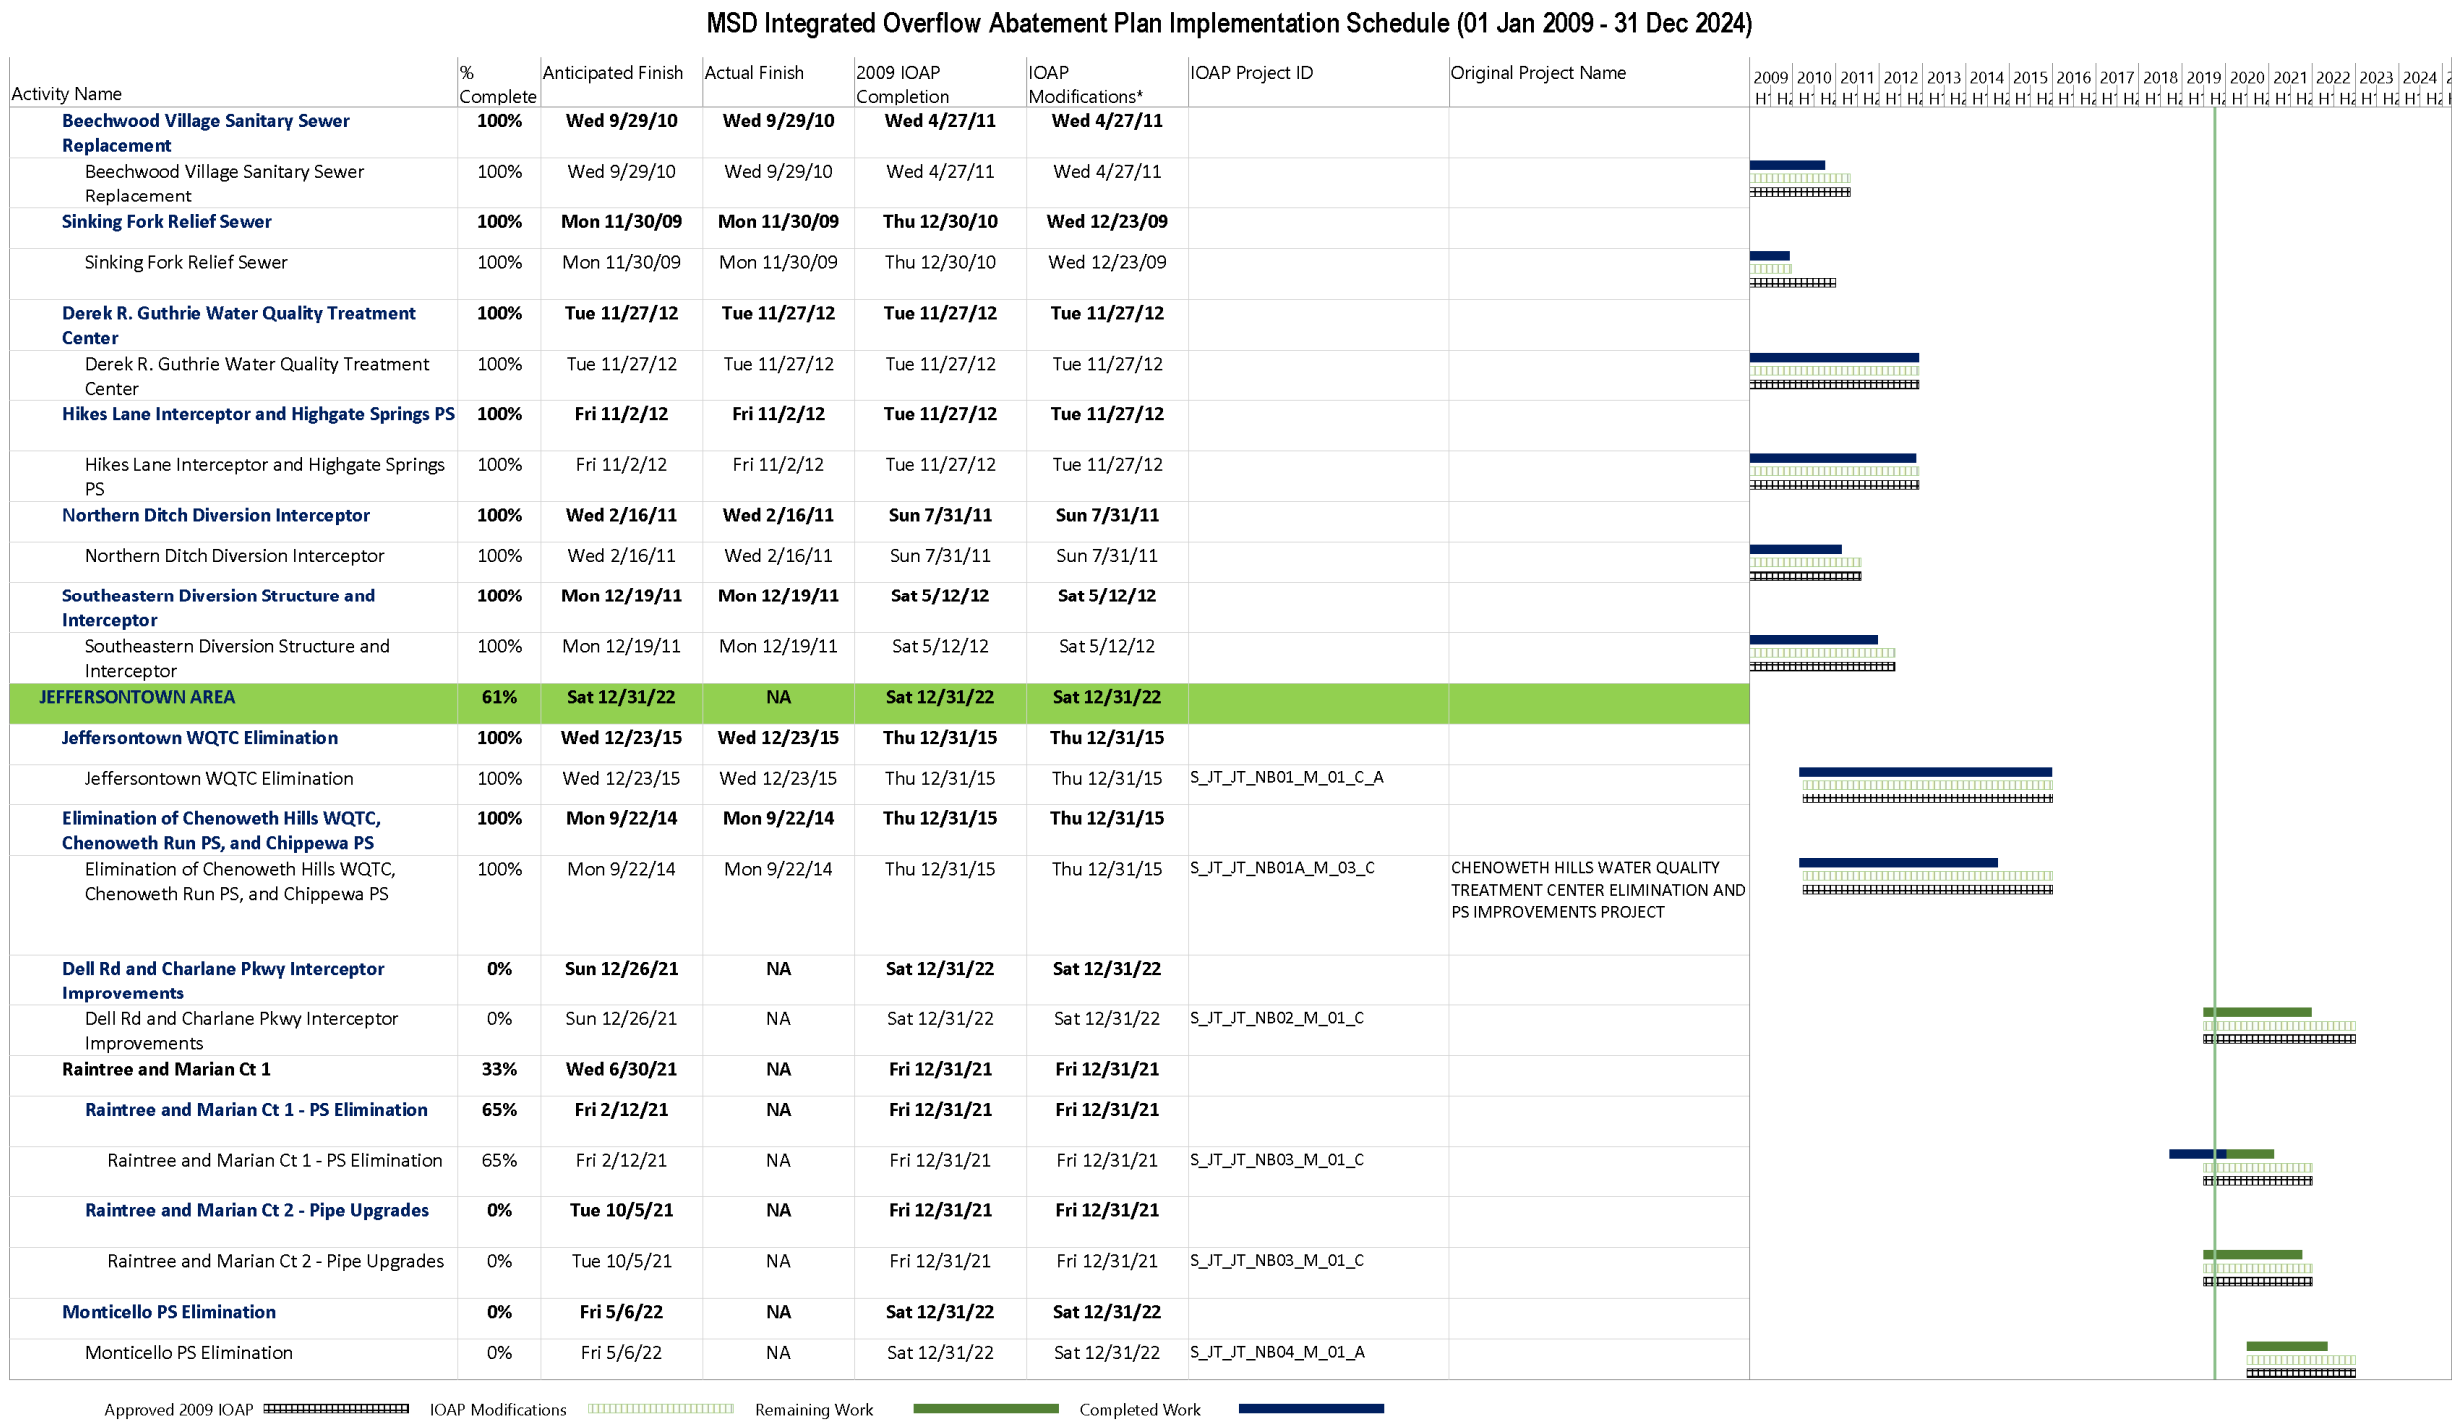 MSD Integrated Overflow Abatement Plan Implementation Schedule (01 Jan 2009 - 31 Dec 2024)
Activity Name % Complete Anticipated Finish Actual Finish 2009 IOAP Completion IOAP Modifications* IOAP Project ID Original Project Name 2009 2010 2011 2012 2013 2014 2015 2016 2017 2018 2019 2020 2021 2022 2023 2024
Beechwood Village Sanitary Sewer 100% Wed 9/29/10 Wed 9/29/10 Wed 4/27/11 Wed 4/27/11
Replacement
Beechwood Village Sanitary Sewer 100% Wed 9/29/10 Wed 9/29/10 Wed 4/27/11 Wed 4/27/11
Replacement
Sinking Fork Relief Sewer 100% Mon 11/30/09 Mon 11/30/09 Thu 12/30/10 Wed 12/23/09
Sinking Fork Relief Sewer 100% Mon 11/30/09 Mon 11/30/09 Thu 12/30/10 Wed 12/23/09
Derek R. Guthrie Water Quality Treatment 100% Tue 11/27/12 Tue 11/27/12 Tue 11/27/12 Tue 11/27/12
Center
Derek R. Guthrie Water Quality Treatment 100% Tue 11/27/12 Tue 11/27/12 Tue 11/27/12 Tue 11/27/12
Center
Hikes Lane Interceptor and Highgate Springs PS 100% Fri 11/2/12 Fri 11/2/12 Tue 11/27/12 Tue 11/27/12
Hikes Lane Interceptor and Highgate Springs 100% Fri 11/2/12 Fri 11/2/12 Tue 11/27/12 Tue 11/27/12
PS
Northern Ditch Diversion Interceptor 100% Wed 2/16/11 Wed 2/16/11 Sun 7/31/11 Sun 7/31/11
Northern Ditch Diversion Interceptor 100% Wed 2/16/11 Wed 2/16/11 Sun 7/31/11 Sun 7/31/11
Southeastern Diversion Structure and 100% Mon 12/19/11 Mon 12/19/11 Sat 5/12/12 Sat 5/12/12
Interceptor
Southeastern Diversion Structure and 100% Mon 12/19/11 Mon 12/19/11 Sat 5/12/12 Sat 5/12/12
Interceptor
JEFFERSONTOWN AREA 61% Sat 12/31/22 NA Sat 12/31/22 Sat 12/31/22
Jeffersontown WQTC Elimination 100% Wed 12/23/15 Wed 12/23/15 Thu 12/31/15 Thu 12/31/15
Jeffersontown WQTC Elimination 100% Wed 12/23/15 Wed 12/23/15 Thu 12/31/15 Thu 12/31/15 S_JT_JT_NB01_M_01_C_A
Elimination of Chenoweth Hills WQTC, 100% Mon 9/22/14 Mon 9/22/14 Thu 12/31/15 Thu 12/31/15
Chenoweth Run PS, and Chippewa PS
Elimination of Chenoweth Hills WQTC, 100% Mon 9/22/14 Mon 9/22/14 Thu 12/31/15 Thu 12/31/15 S_JT_JT_NB01A_M_03_C CHENOWETH HILLS WATER QUALITY
Chenoweth Run PS, and Chippewa PS TREATMENT CENTER ELIMINATION AND
PS IMPROVEMENTS PROJECT
Dell Rd and Charlane Pkwy Interceptor 0% Sun 12/26/21 NA Sat 12/31/22 Sat 12/31/22
Improvements
Dell Rd and Charlane Pkwy Interceptor 0% Sun 12/26/21 NA Sat 12/31/22 Sat 12/31/22 S_JT_JT_NB02_M_01_C
Improvements
Raintree and Marian Ct 1 33% Wed 6/30/21 NA Fri 12/31/21 Fri 12/31/21
Raintree and Marian Ct 1 - PS Elimination 65% Fri 2/12/21 NA Fri 12/31/21 Fri 12/31/21
Raintree and Marian Ct 1 - PS Elimination 65% Fri 2/12/21 NA Fri 12/31/21 Fri 12/31/21 S_JT_JT_NB03_M_01_C
Raintree and Marian Ct 2 - Pipe Upgrades 0% Tue 10/5/21 NA Fri 12/31/21 Fri 12/31/21
Raintree and Marian Ct 2 - Pipe Upgrades 0% Tue 10/5/21 NA Fri 12/31/21 Fri 12/31/21 S_JT_JT_NB03_M_01_C
Monticello PS Elimination 0% Fri 5/6/22 NA Sat 12/31/22 Sat 12/31/22
Monticello PS Elimination 0% Fri 5/6/22 NA Sat 12/31/22 Sat 12/31/22 S_JT_JT_NB04_M_01_A
Approved 2009 IOAP IOAP Modifications Remaining Work Completed Work